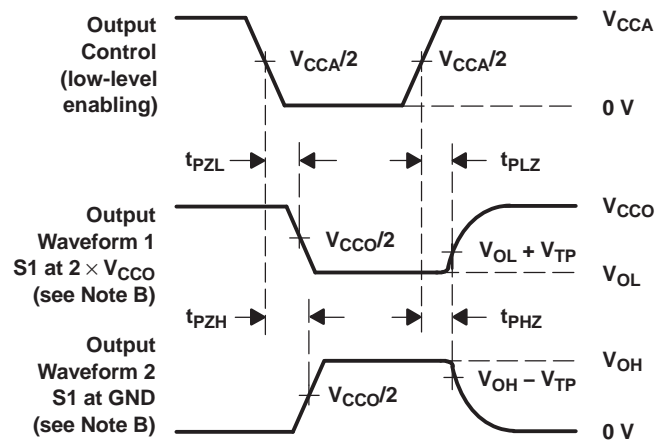 Output
Control
(low-level
enabling)
V_CCA/2
V_CCA/2
V_CCA
0 V
t_PZL
t_PLZ
Output
Waveform 1
S1 at 2 × V_CCO
(see Note B)
V_CCO/2
V_CCO
V_OL + V_TP
V_OL
t_PZH
t_PHZ
Output
Waveform 2
S1 at GND
(see Note B)
V_CCO/2
V_OH
V_OH − V_TP
0 V